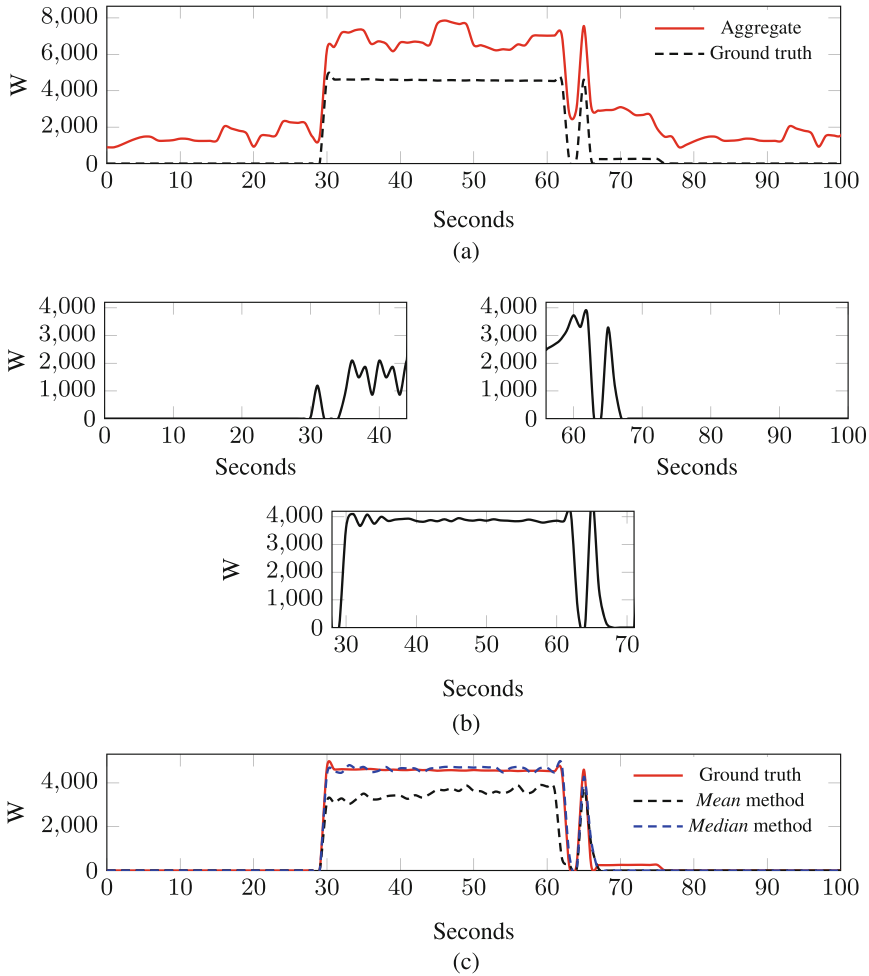 8,000
6,000
4,000
2,000
0
W
Aggregate
Ground truth
0 10 20 30 40 50 60 70 80 90 100
Seconds
(a)
4,000
3,000
2,000
1,000
0
W
0 10 20 30 40
Seconds
4,000
3,000
2,000
1,000
0
60 70 80 90 100
Seconds
4,000
3,000
2,000
1,000
0
W
30 40 50 60 70
Seconds
(b)
4,000
2,000
0
W
Ground truth
Mean method
Median method
0 10 20 30 40 50 60 70 80 90 100
Seconds
(c)